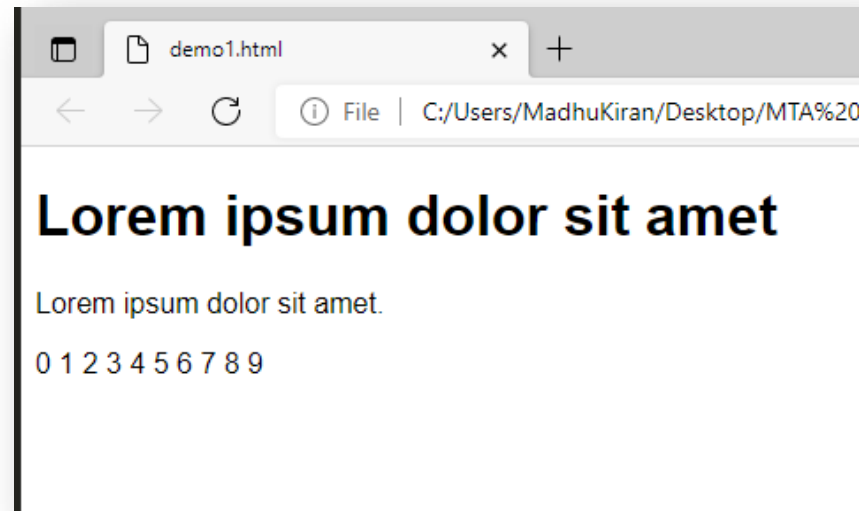 demo1.html
File C:/Users/MadhuKiran/Desktop/MTA%20
Lorem ipsum dolor sit amet
Lorem ipsum dolor sit amet.
0 1 2 3 4 5 6 7 8 9